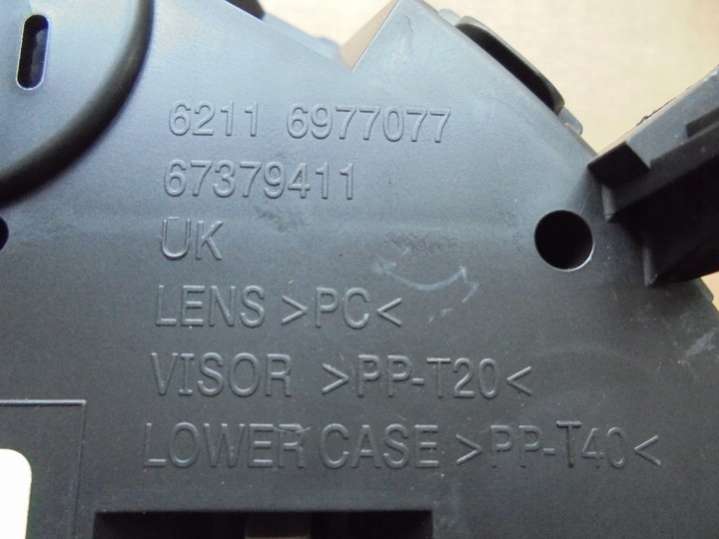 6211 6977077
67379411
UK
LENS >PC<
VISOR >PP-T20<
LOWER CASE >PP-T40<